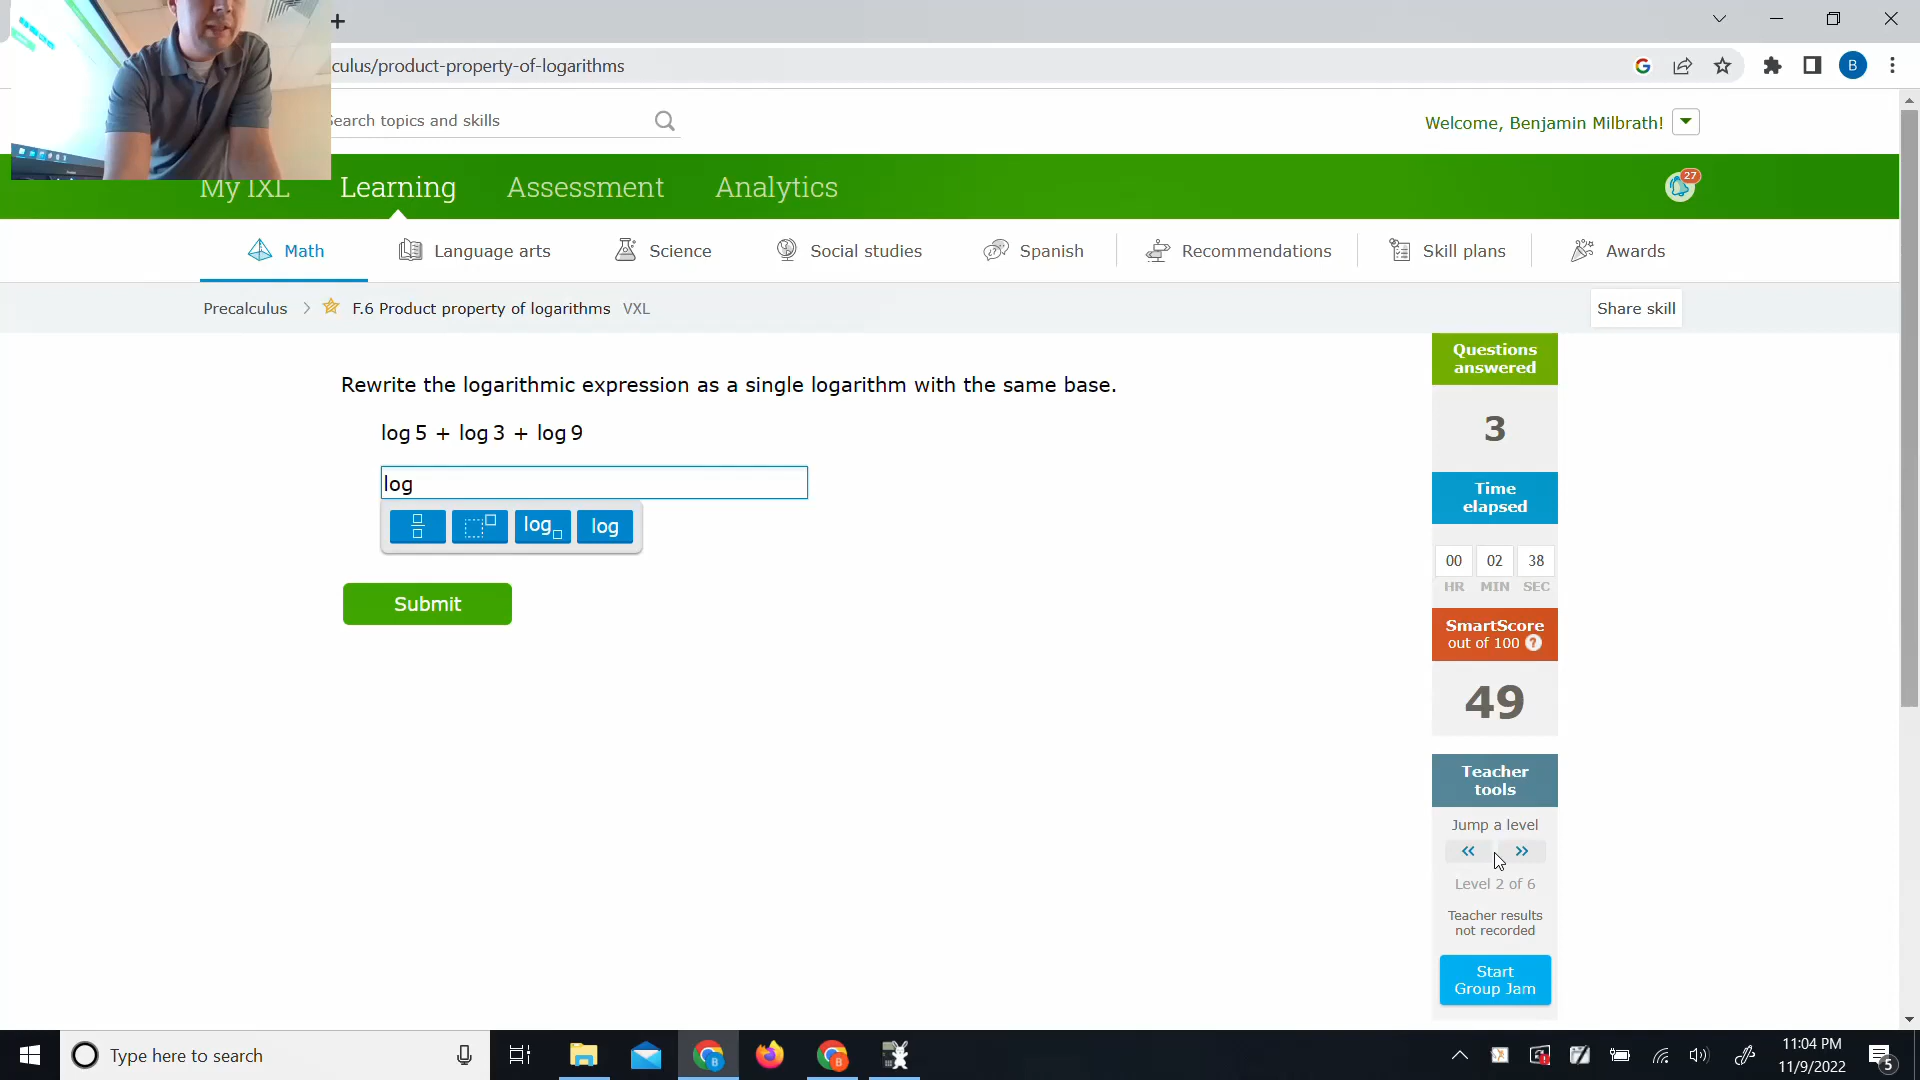 culus/product-property-of-logarithms
B
Search topics and skills
Welcome, Benjamin Milbrath!
My IXL Learning Assessment Analytics
27
Math Language arts Science Social studies Spanish Recommendations Skill plans Awards
Precalculus F.6 Product property of logarithms VXL
Share skill
Rewrite the logarithmic expression as a single logarithm with the same base.
log 5 + log 3 + log 9
log
log log
Submit
Questions
answered
3
Time
elapsed
00 02 38
HR MIN SEC
SmartScore
out of 100 ?
49
Teacher
tools
Jump a level
Level 2 of 6
Teacher results
not recorded
Start
Group Jam
Type here to search
11:04 PM
11/9/2022
5